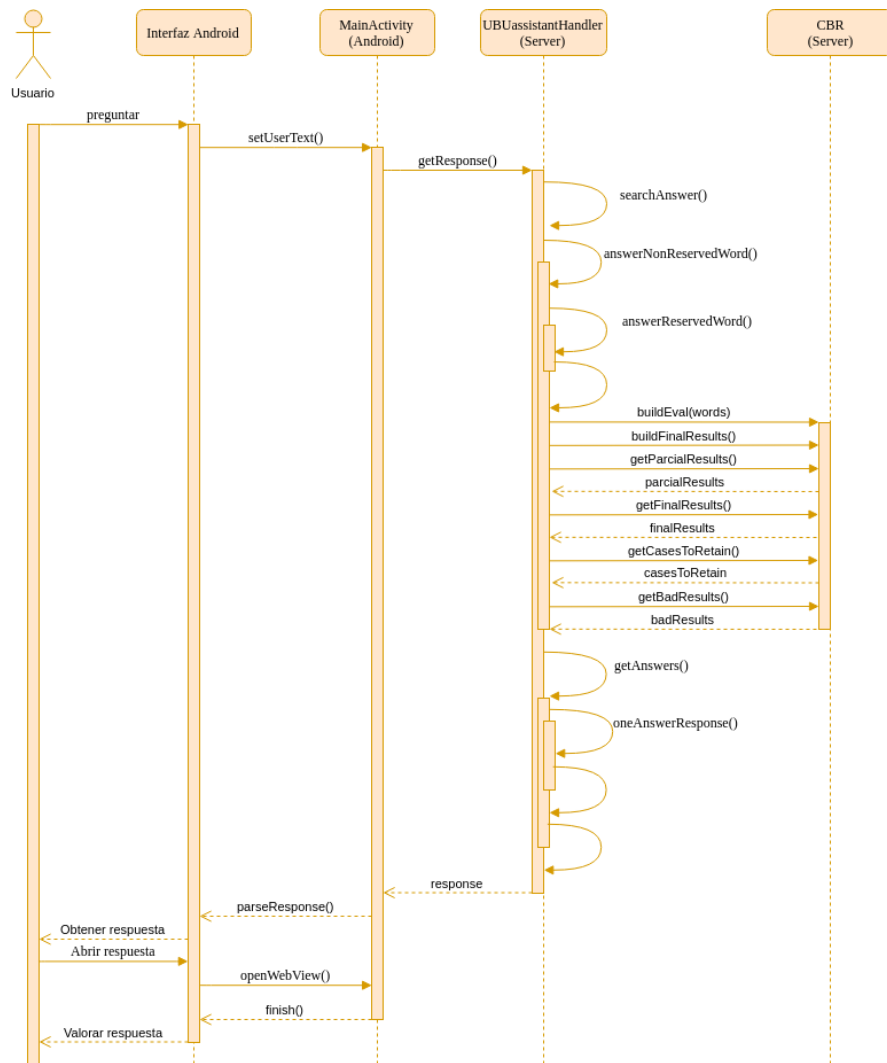 Interfaz Android
MainActivity
(Android)
UBUassistantHandler
(Server)
CBR
(Server)
Usuario
preguntar
setUserText()
getResponse()
searchAnswer()
answerNonReservedWord()
answerReservedWord()
buildEval(words)
buildFinalResults()
getParcialResults()
parcialResults
getFinalResults()
finalResults
getCasesToRetain()
casesToRetain
getBadResults()
badResults
getAnswers()
oneAnswerResponse()
response
parseResponse()
Obtener respuesta
Abrir respuesta
openWebView()
finish()
Valorar respuesta